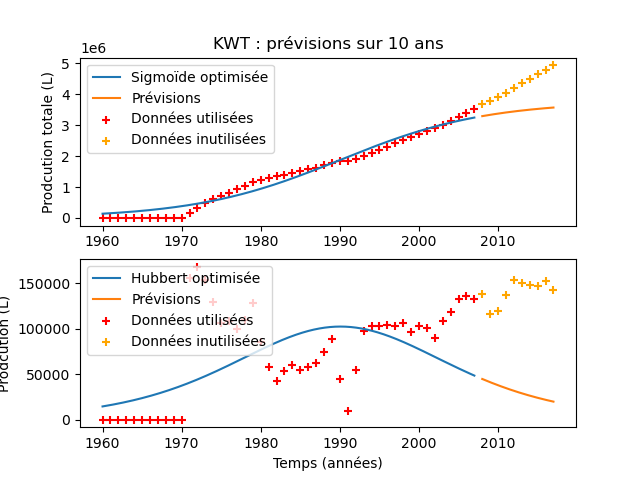 KWT : prévisions sur 10 ans
1e6
Prodcution totale (L)
5
4
3
2
1
0
Sigmoïde optimisée
Prévisions
Données utilisées
Données inutilisées
1960 1970 1980 1990 2000 2010
Prodcution (L)
150000
100000
50000
0
Hubbert optimisée
Prévisions
Données utilisées
Données inutilisées
1960 1970 1980 1990 2000 2010
Temps (années)